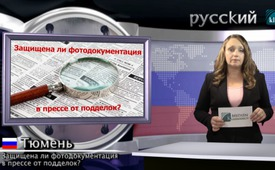 русский
Защищена ли фотодокументация
в прессе от подделок?
Тюмень
Защищена ли фотодокументация
в прессе от подделок?